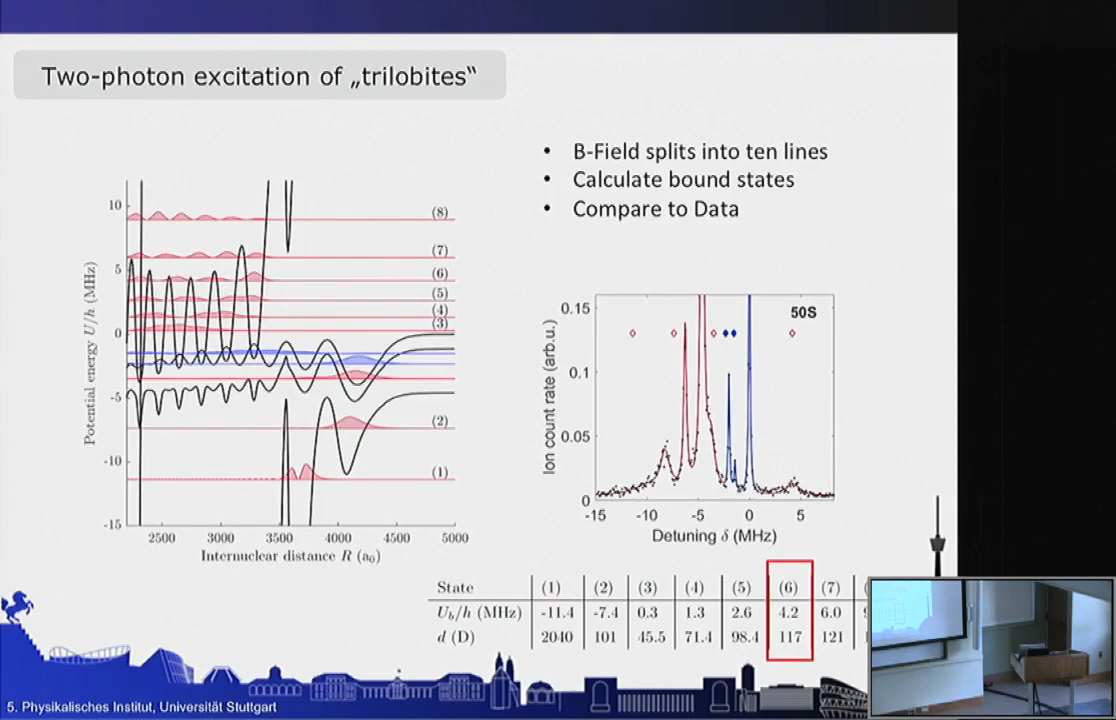 Two-photon excitation of „trilobites“
• B-Field splits into ten lines
• Calculate bound states
• Compare to Data
10
5
0
-5
-10
-15
Potential energy U/h (MHz)
(8)
(7)
(6)
(5)
(4)
(3)
(2)
(1)
2500 3000 3500 4000 4500 5000
Internuclear distance R (a₀)
50S
0.15
0.1
0.05
0
Ion count rate (arb.u.)
-15 -10 -5 0 5
Detuning δ (MHz)
State (1) (2) (3) (4) (5) (6) (7)
U_b/h (MHz) -11.4 -7.4 0.3 1.3 2.6 4.2 6.0
d (D) 2040 101 45.5 71.4 98.4 117 121
5. Physikalisches Institut, Universität Stuttgart